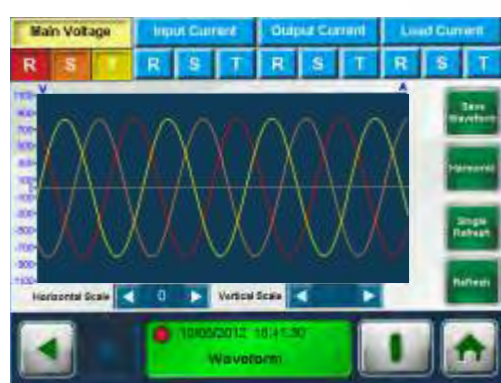 Main Voltage Input Current Output Current Load Current
R S T R S T R S T R S T
V A
Save
Waveform
Harmonic
Single
Refresh
Refresh
Horizontal Scale 0 Vertical Scale
10/05/2012 16:41:30
Waveform